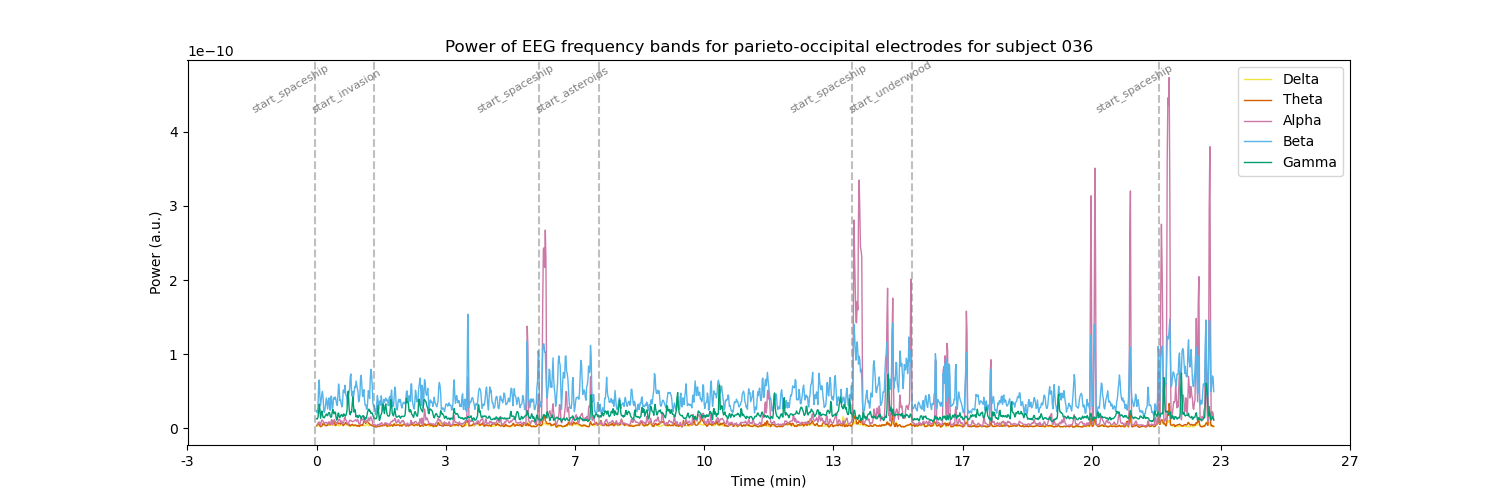 Power of EEG frequency bands for parieto-occipital electrodes for subject 036
1e−10
start_spaceship
start_invasion
start_spaceship
start_asteroids
start_spaceship
start_underwood
start_spaceship
Delta
Theta
Alpha
Beta
Gamma
4
3
2
1
0
Power (a.u.)
-3 0 3 7 10 13 17 20 23 27
Time (min)